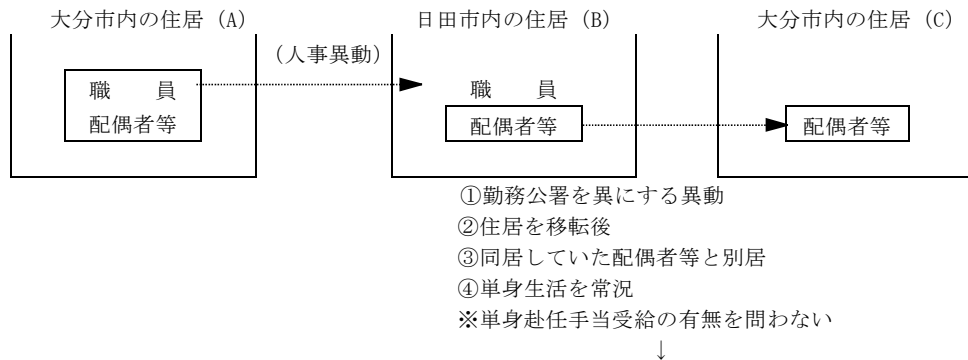 大分市内の住居（A） 日田市内の住居（B） 大分市内の住居（C）
（人事異動）
職　員 職　員
配偶者等 配偶者等 配偶者等
①勤務公署を異にする異動
②住居を移転後
③同居していた配偶者等と別居
④単身生活を常況
※単身赴任手当受給の有無を問わない
↓